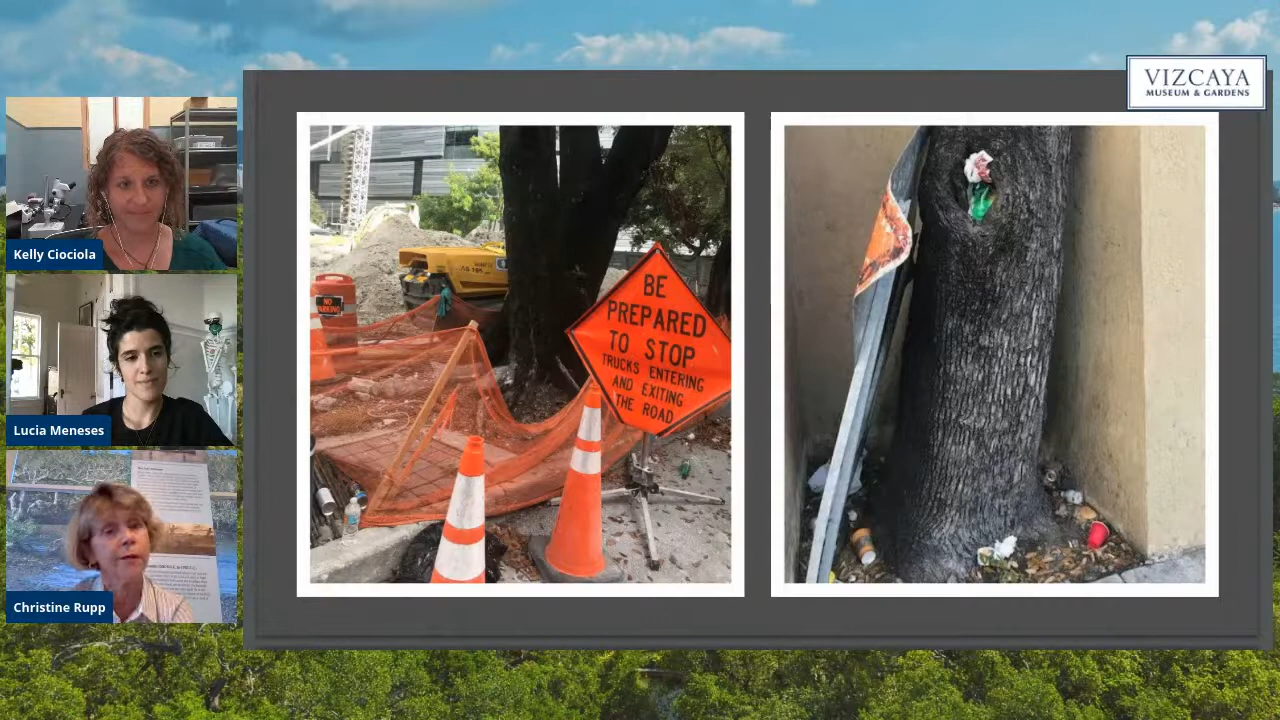 VIZCAYA
MUSEUM & GARDENS
Kelly Ciociola
Lucia Meneses
Christine Rupp
NO
PARKING
BE
PREPARED
TO STOP
TRUCKS ENTERING
AND EXITING
THE ROAD